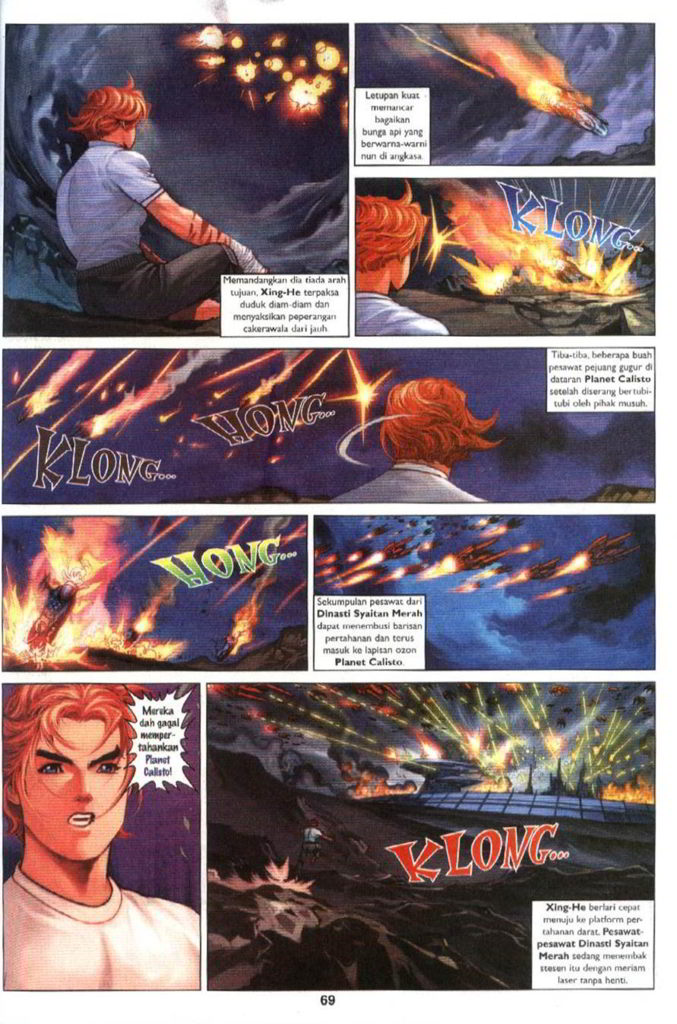 Memandangkan dia tiada arah
tujuan, Xing-He terpaksa
duduk diam-diam dan
menyaksikan peperangan
cakerawala dari jauh.
Letupan kuat
memancar
bagaikan
bunga api yang
berwarna-warni
nun di angkasa.
KLONG...
Tiba-tiba, beberapa buah
pesawat pejuang gugur di
dataran Planet Calisto
setelah diserang bertubi-
tubi oleh pihak musuh.
KLONG...
HONG...
HONG...
Sekumpulan pesawat dari
Dinasti Syaitan Merah
dapat menembusi barisan
pertahanan dan terus
masuk ke lapisan ozon
Planet Calisto.
Mereka
dah gagal
memper-
tahankan
Planet
Calisto!
KLONG...
Xing-He berlari cepat
menuju ke platform per-
tahanan darat. Pesawat-
pesawat Dinasti Syaitan
Merah sedang menembak
stesen itu dengan meriam
laser tanpa henti.
69